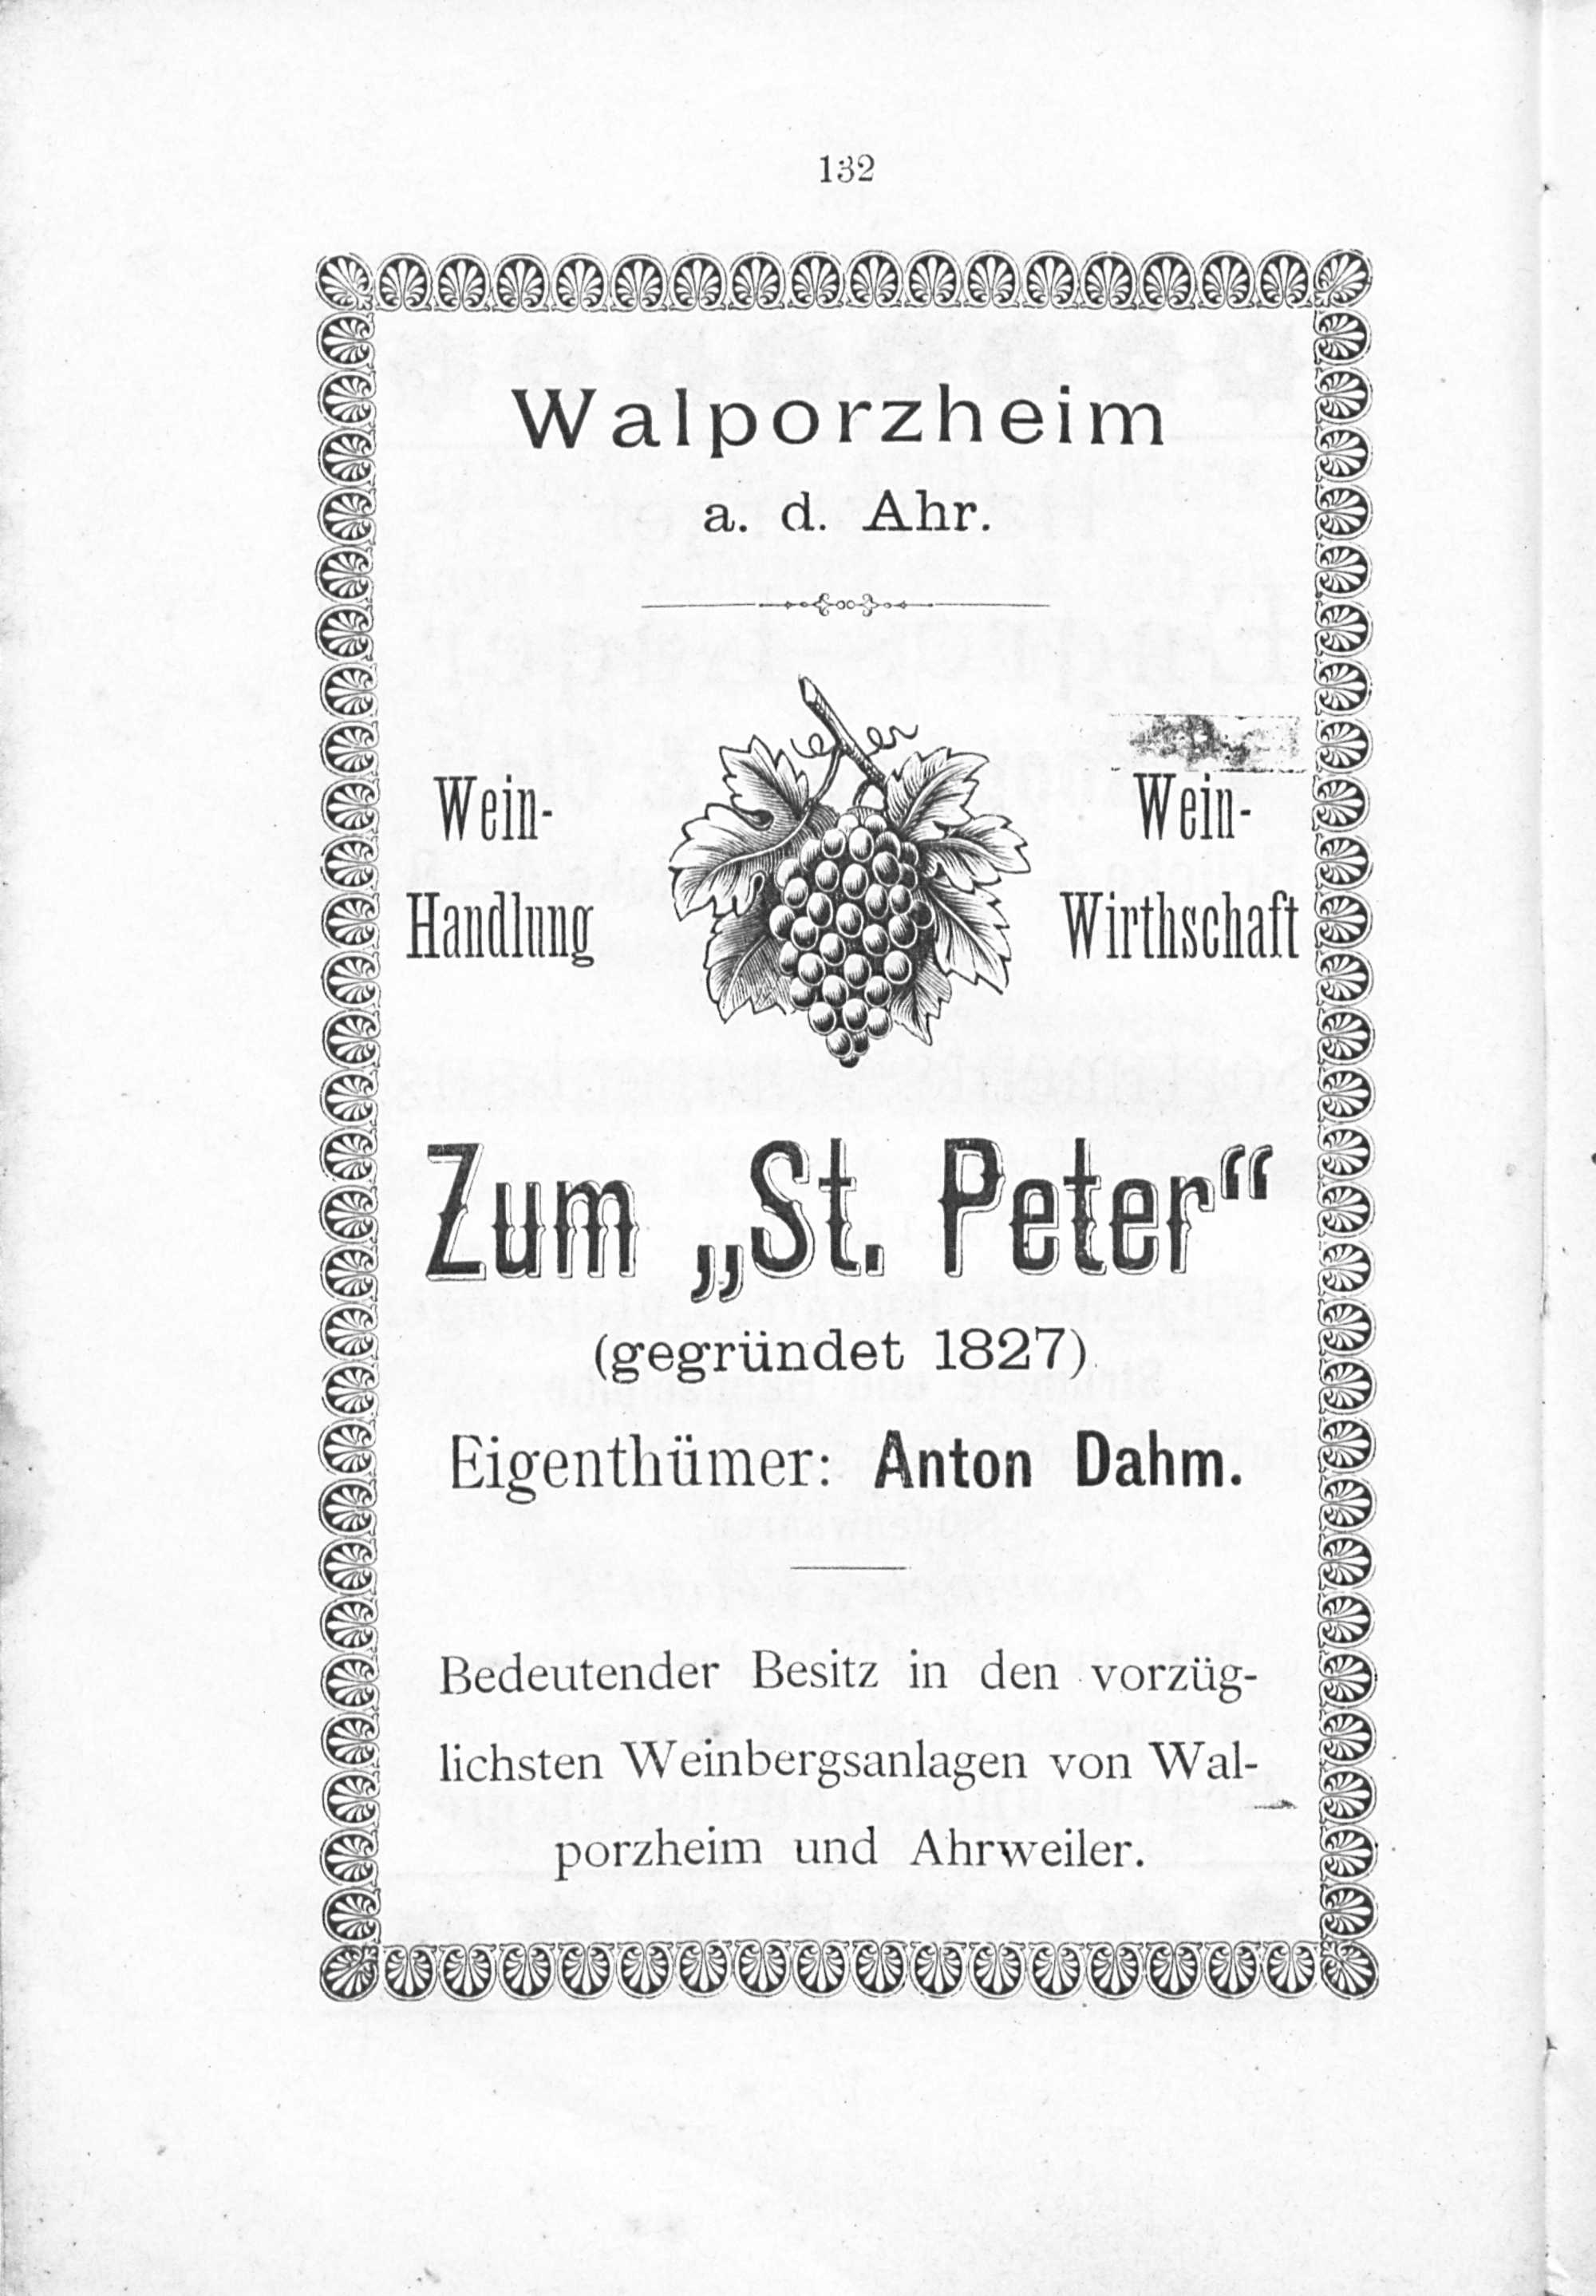 132
Walporzheim
a. d. Ahr.
Wein-
Handlung
Wein-
Wirthschaft
Zum „St. Peter“
(gegründet 1827)
Eigenthümer: Anton Dahm.
Bedeutender Besitz in den vorzüg-
lichsten Weinbergsanlagen von Wal-
porzheim und Ahrweiler.